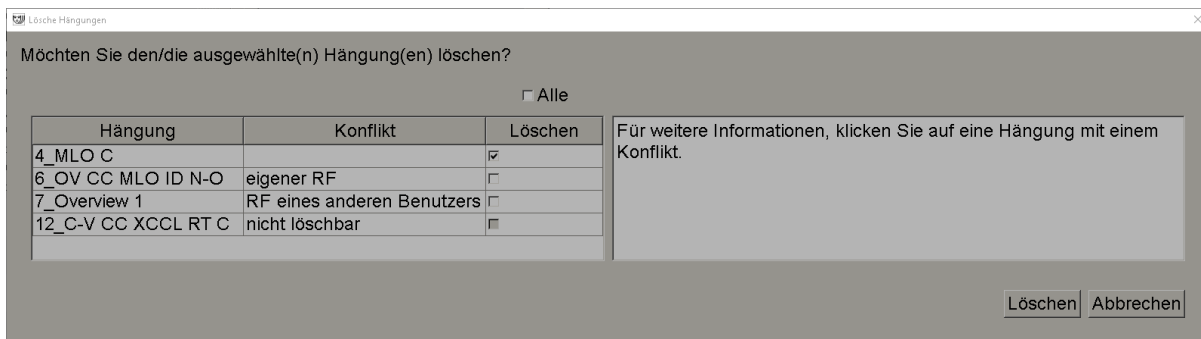 Lösche Hängungen
Möchten Sie den/die ausgewählte(n) Hängung(en) löschen?
Alle
Hängung Konflikt Löschen
4_MLO C
6_OV CC MLO ID N-O eigener RF
7_Overview 1 RF eines anderen Benutzers
12_C-V CC XCCL RT C nicht löschbar
Für weitere Informationen, klicken Sie auf eine Hängung mit einem
Konflikt.
Löschen Abbrechen